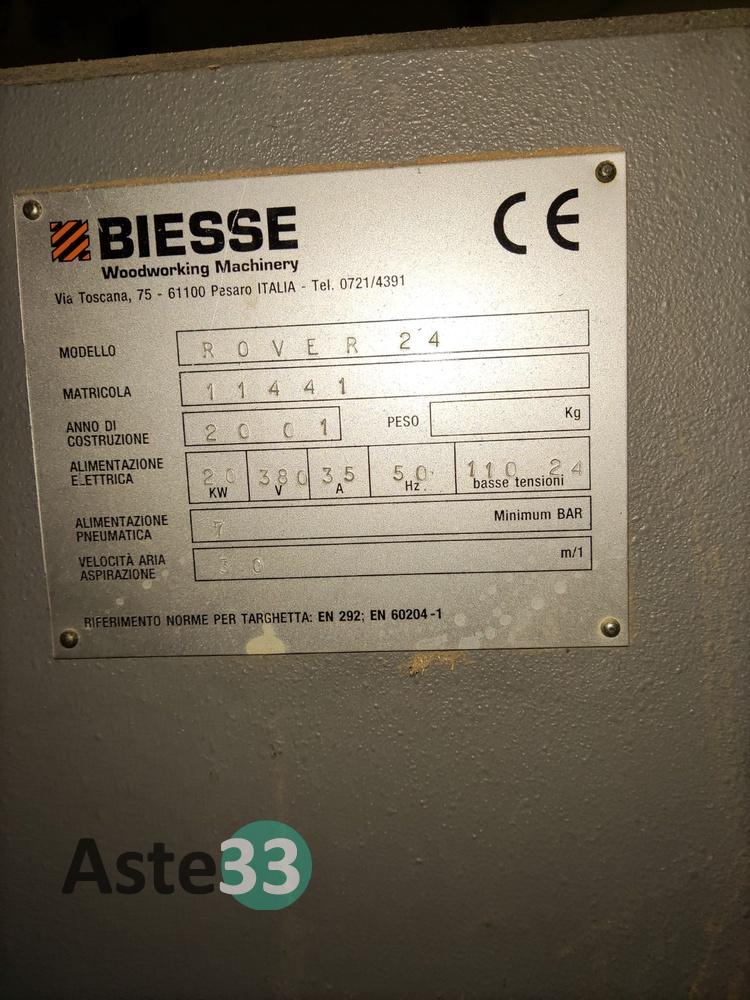 BIESSE
CE
Woodworking Machinery
Via Toscana, 75 - 61100 Pesaro ITALIA - Tel. 0721/4391
MODELLO ROVER 24
MATRICOLA 11441
ANNO DI
COSTRUZIONE 2001 PESO Kg
ALIMENTAZIONE
ELETTRICA 20 KW 380 V 35 A 50 Hz. 110 24 basse tensioni
ALIMENTAZIONE
PNEUMATICA 7 Minimum BAR
VELOCITÀ ARIA
ASPIRAZIONE 30 m/1
RIFERIMENTO NORME PER TARGHETTA: EN 292; EN 60204-1
Aste33